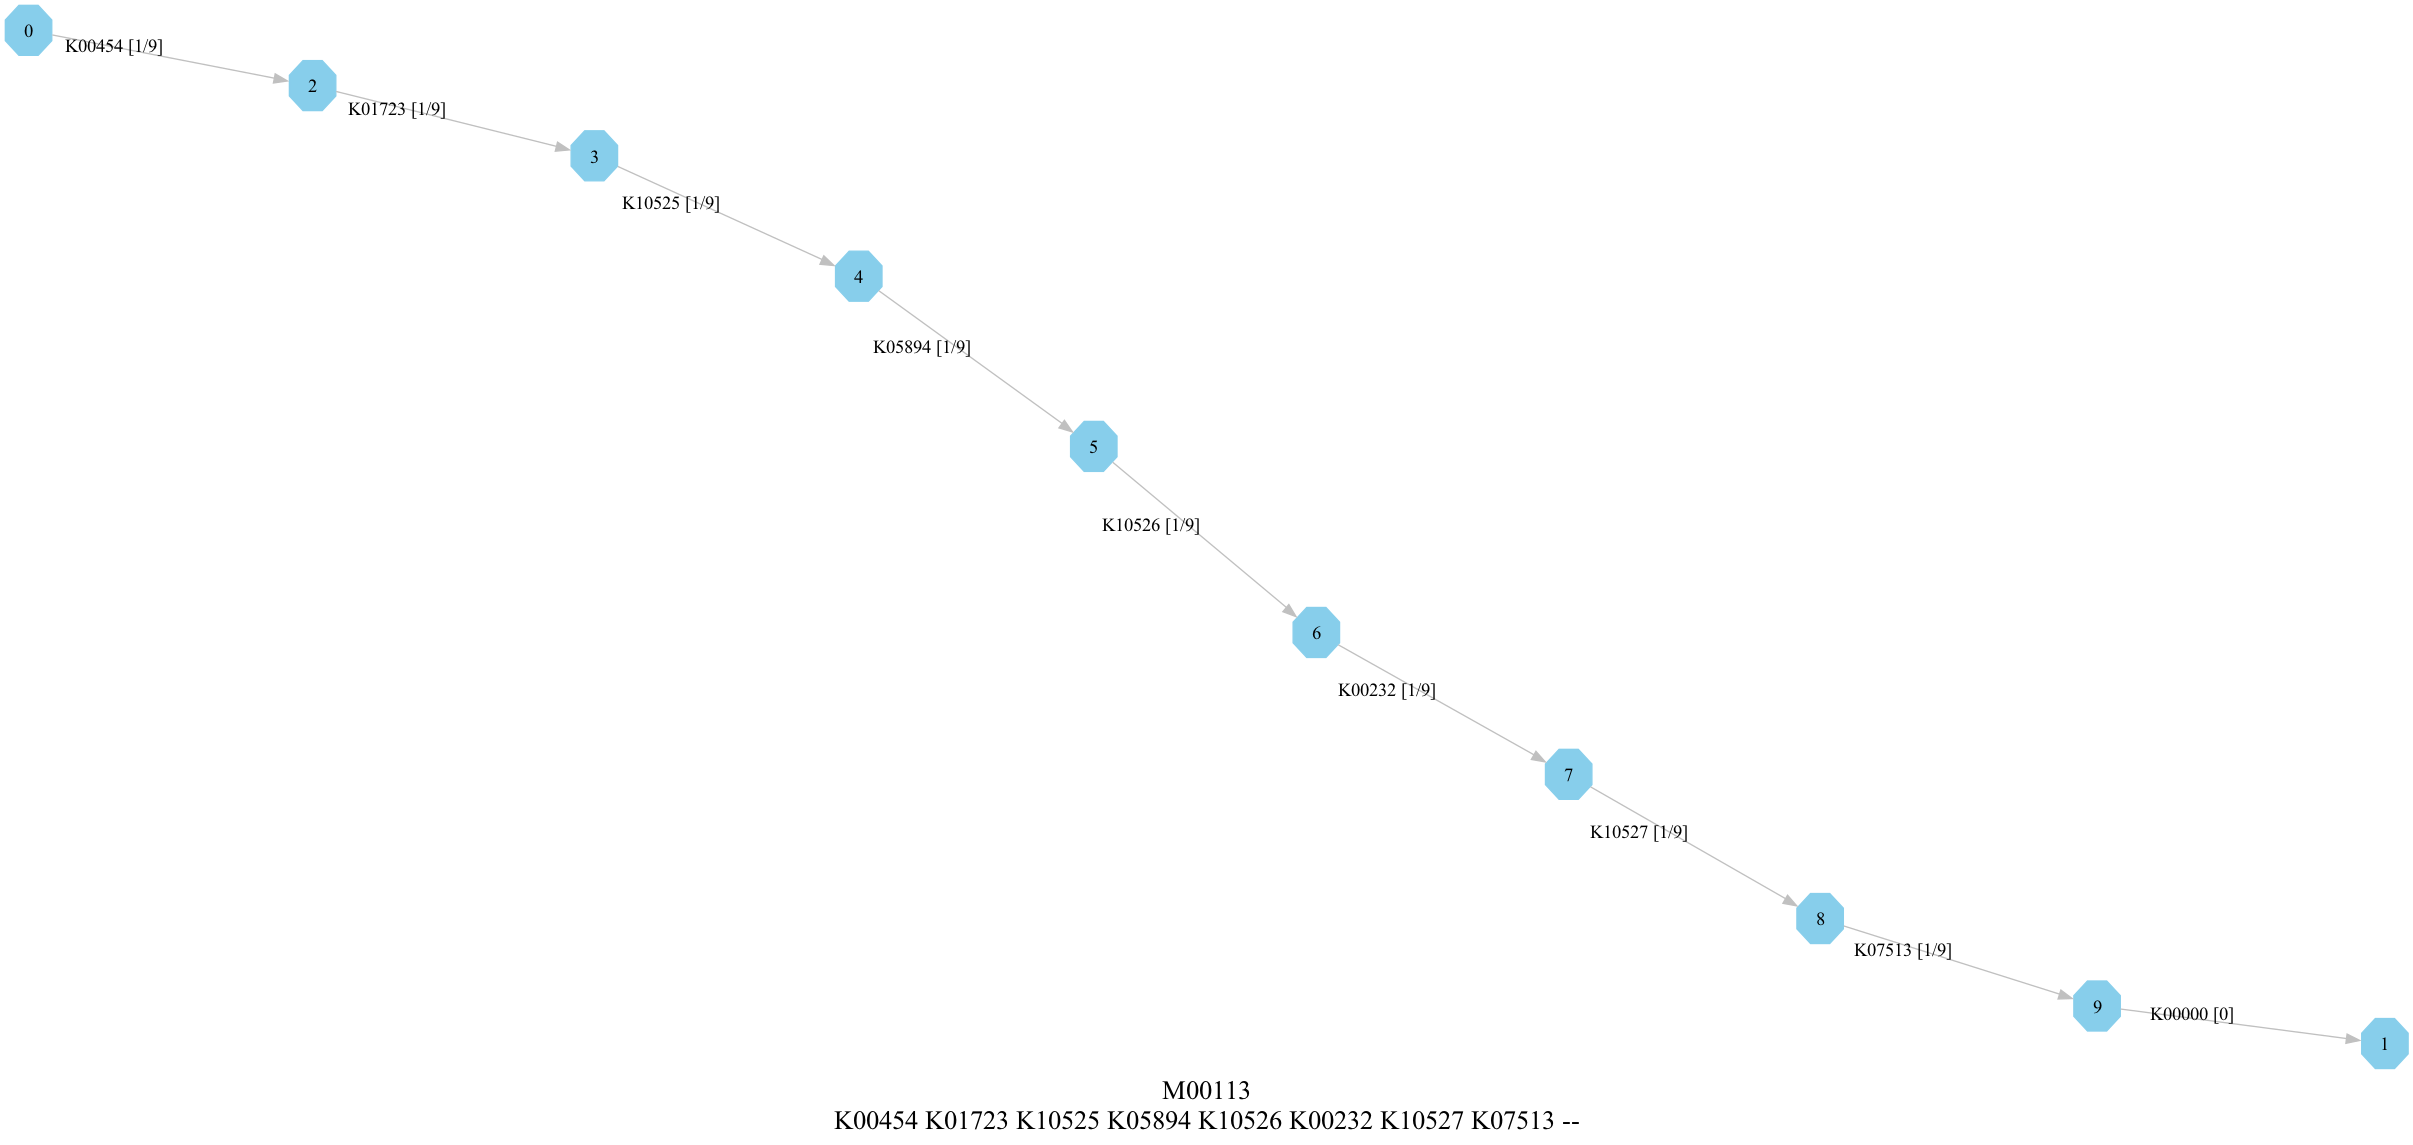 0
K00454 [1/9]
2
K01723 [1/9]
3
K10525 [1/9]
4
K05894 [1/9]
5
K10526 [1/9]
6
K00232 [1/9]
7
K10527 [1/9]
8
K07513 [1/9]
9
K00000 [0]
1
M00113
K00454 K01723 K10525 K05894 K10526 K00232 K10527 K07513 --